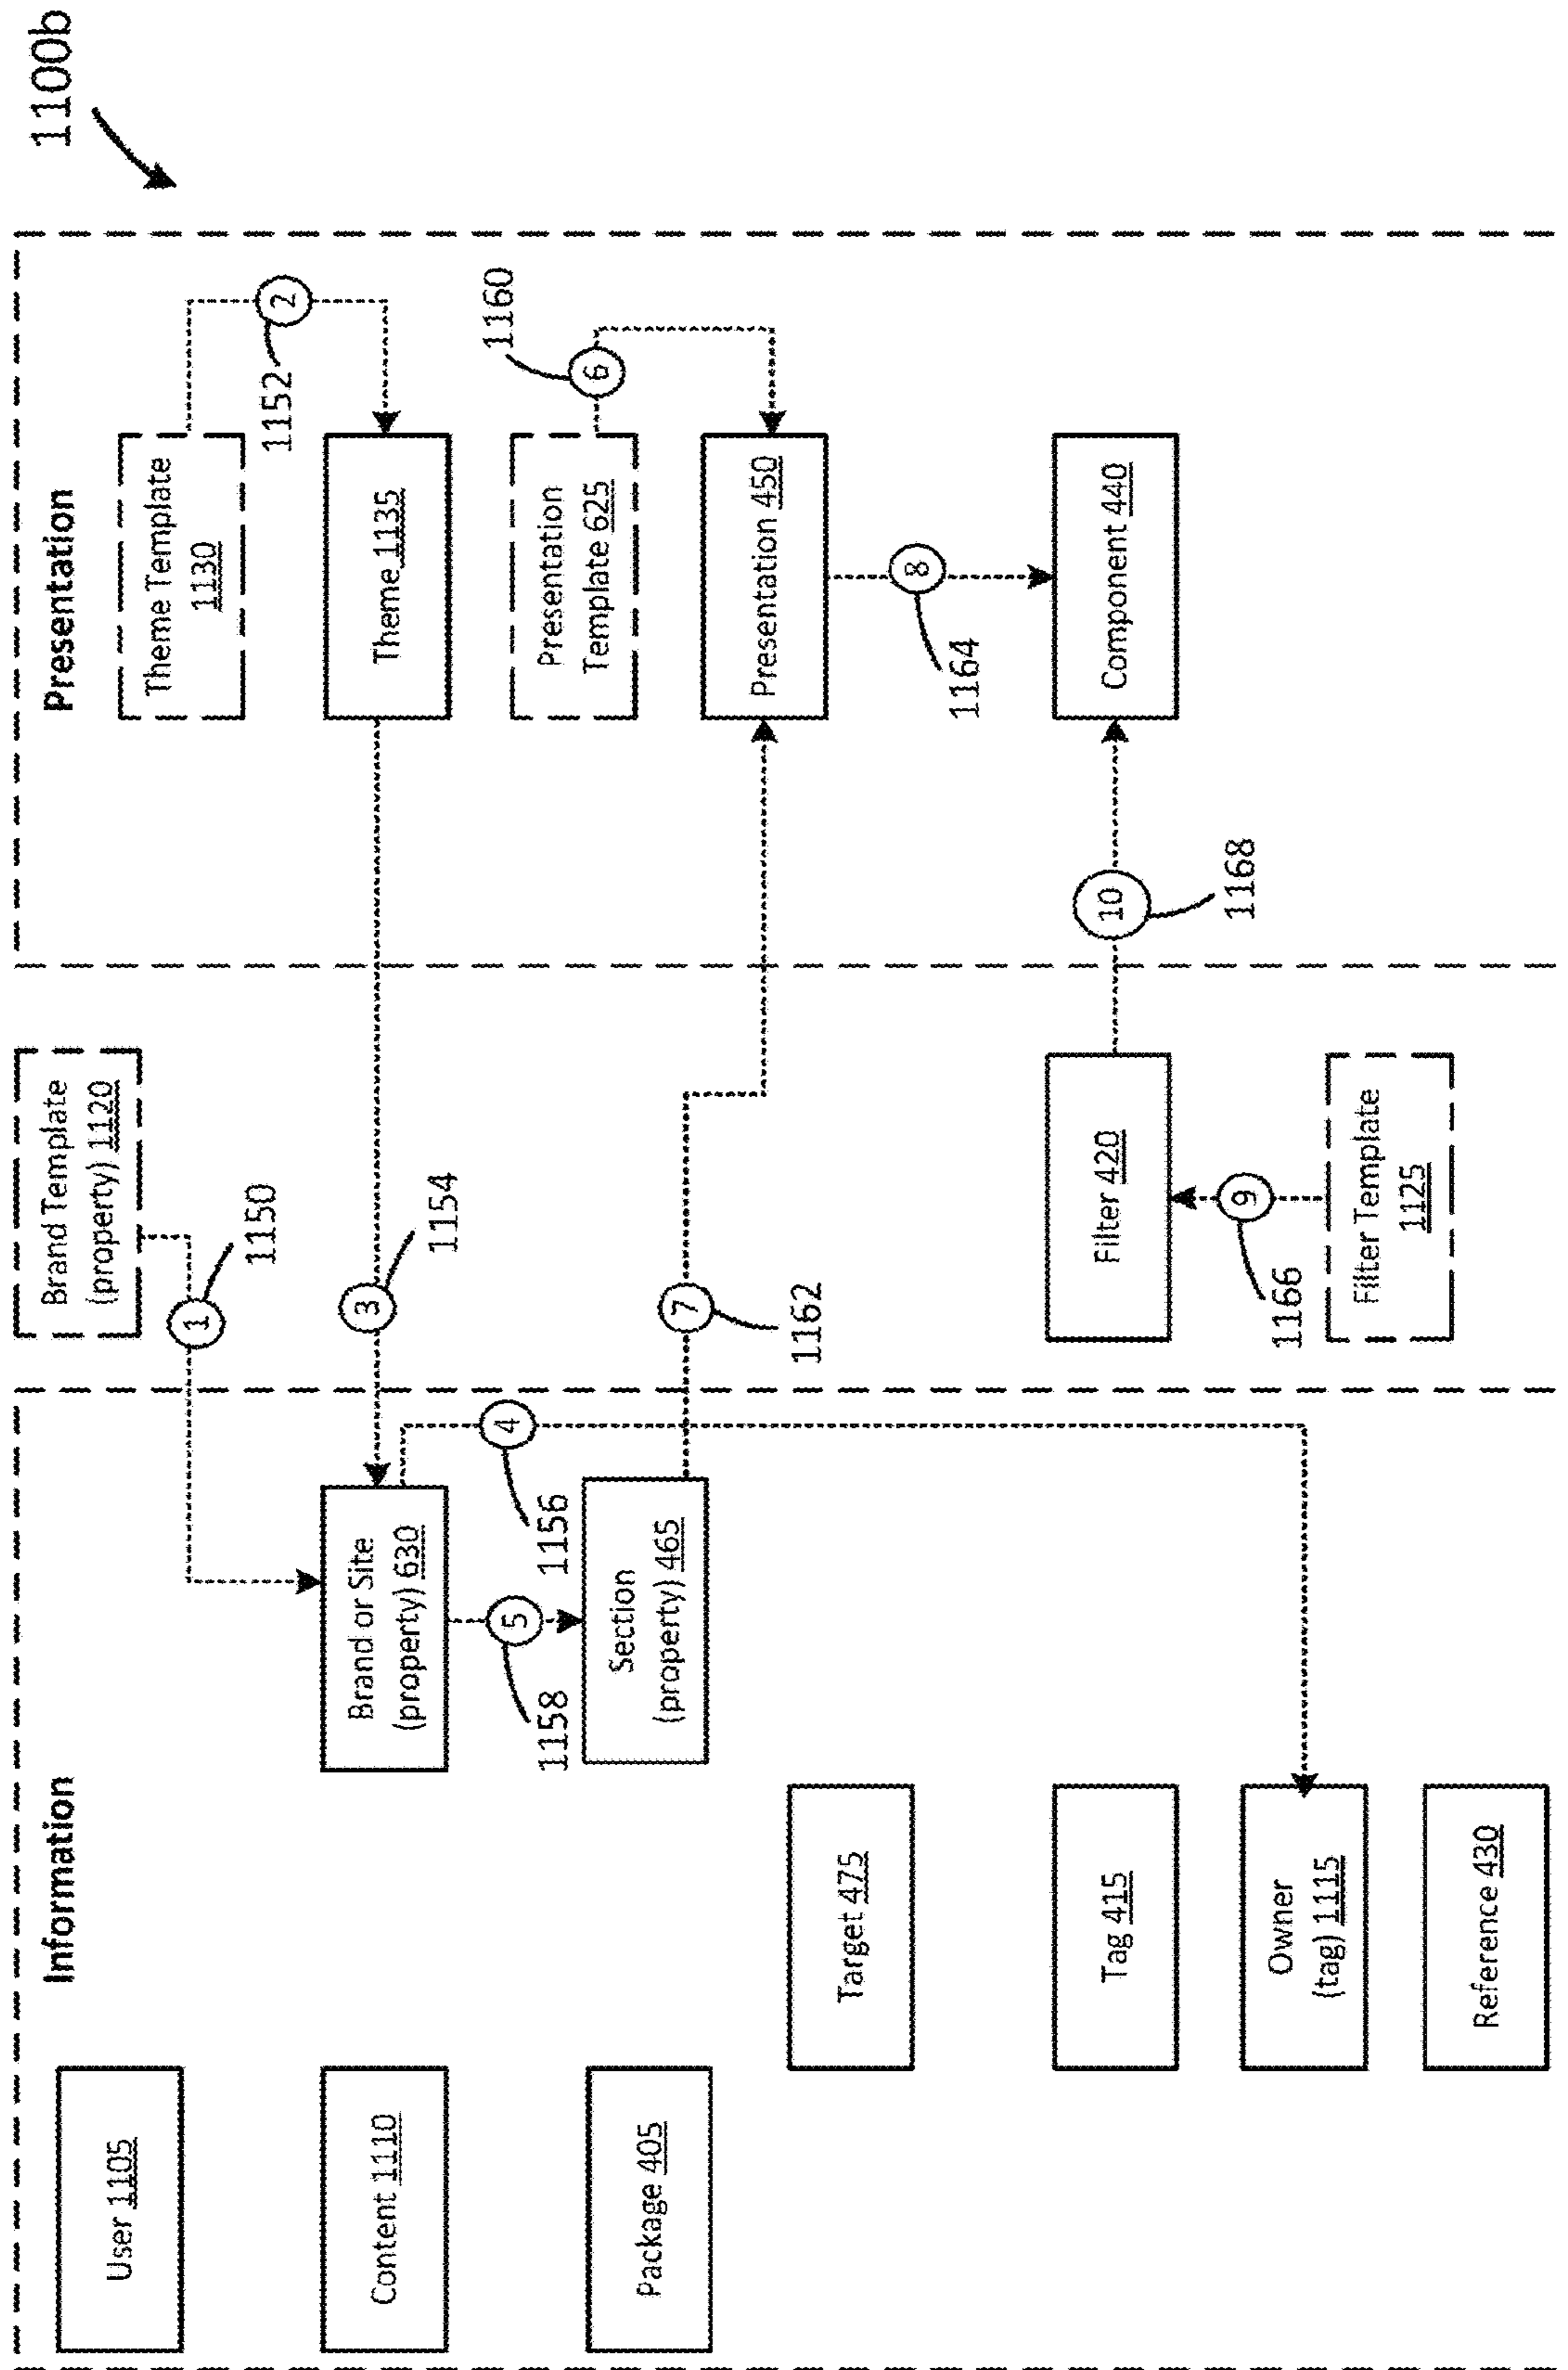 1100b
Information
Presentation
User 1105
Content 1110
Package 405
Brand or Site
(property) 630
Section
(property) 465
Target 475
Tag 415
Owner
(tag) 1115
Reference 430
Brand Template
(property) 1120
1
1150
3
1154
4
1156
5
1158
7
1162
Filter 420
9
1166
Filter Template
1125
Theme Template
1130
2
1152
Theme 1135
Presentation
Template 625
6
1160
Presentation 450
8
1164
Component 440
10
1168